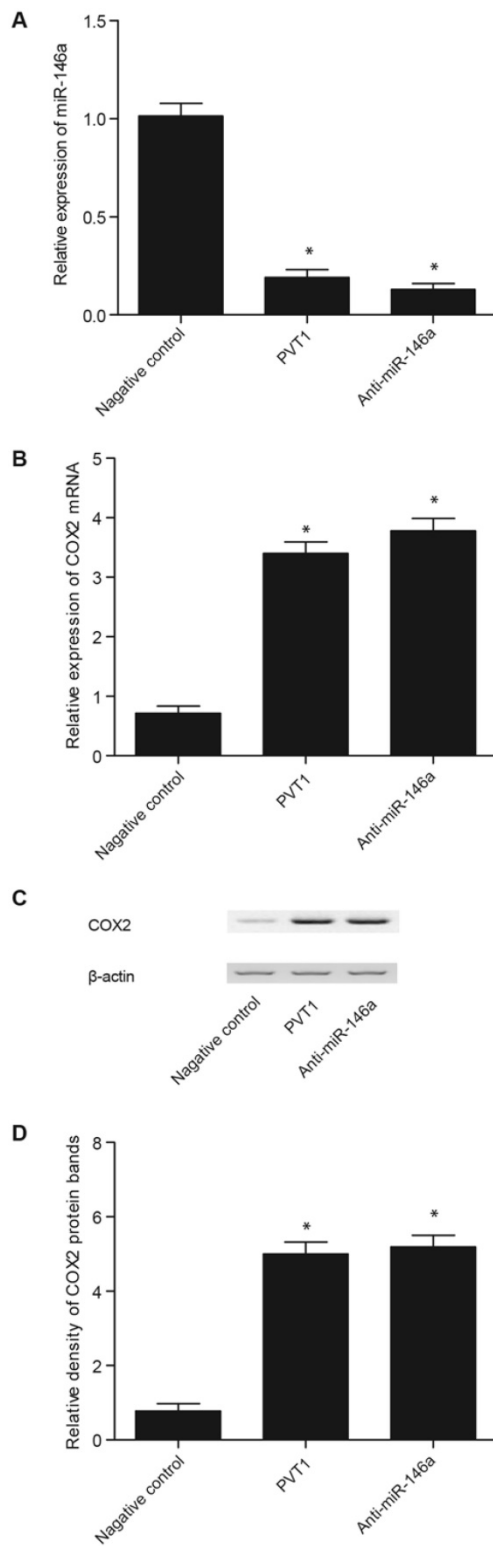 A
Relative expression of miR-146a
1.5
1.0
0.5
0.0
*
*
Nagative control
PVT1
Anti-miR-146a
B
Relative expression of COX2 mRNA
5
4
3
2
1
0
*
*
Nagative control
PVT1
Anti-miR-146a
C
COX2
β-actin
Nagative control
PVT1
Anti-miR-146a
D
Relative density of COX2 protein bands
8
6
4
2
0
*
*
Nagative control
PVT1
Anti-miR-146a